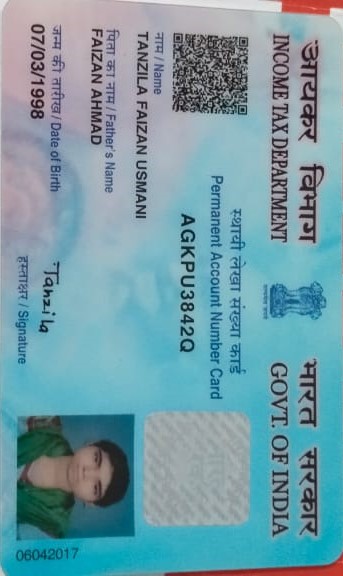 आयकर विभाग
INCOME TAX DEPARTMENT
सत्यमेव जयते
भारत सरकार
GOVT. OF INDIA
स्थायी लेखा संख्या कार्ड
Permanent Account Number Card
AGKPU3842Q
नाम / Name
TANZILA FAIZAN USMANI
पिता का नाम / Father's Name
FAIZAN AHMAD
जन्म की तारीख / Date of Birth
07/03/1998
Tanzila
हस्ताक्षर / Signature
06042017